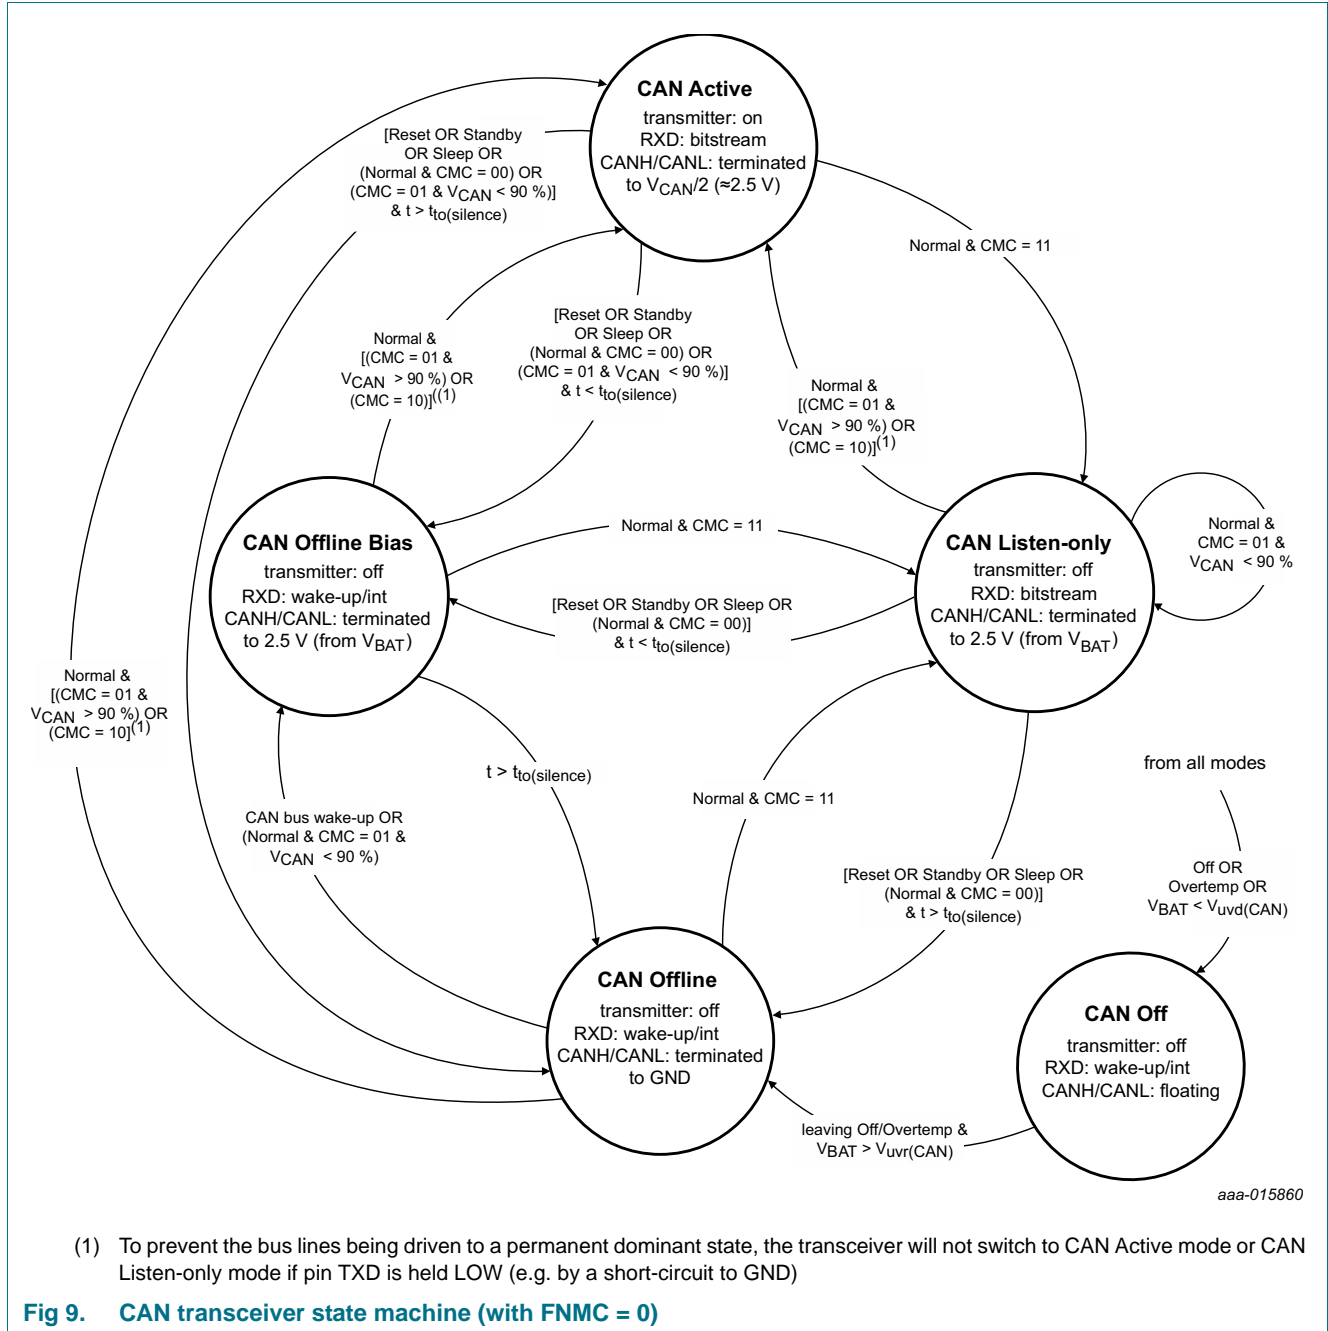 CAN Active
transmitter: on
RXD: bitstream
CANH/CANL: terminated
to VCAN/2 (≈2.5 V)
[Reset OR Standby
OR Sleep OR
(Normal & CMC = 00) OR
(CMC = 01 & VCAN < 90 %)]
& t > tto(silence)
Normal & CMC = 11
Normal &
[(CMC = 01 &
VCAN > 90 %) OR
(CMC = 10)]((1)
[Reset OR Standby
OR Sleep OR
(Normal & CMC = 00) OR
(CMC = 01 & VCAN < 90 %)]
& t < tto(silence)
Normal &
[(CMC = 01 &
VCAN > 90 %) OR
(CMC = 10)](1)
CAN Offline Bias
transmitter: off
RXD: wake-up/int
CANH/CANL: terminated
to 2.5 V (from VBAT)
Normal & CMC = 11
[Reset OR Standby OR Sleep OR
(Normal & CMC = 00)]
& t < tto(silence)
CAN Listen-only
transmitter: off
RXD: bitstream
CANH/CANL: terminated
to 2.5 V (from VBAT)
Normal &
CMC = 01 &
VCAN < 90 %
Normal &
[(CMC = 01 &
VCAN > 90 %) OR
(CMC = 10](1)
t > tto(silence)
CAN bus wake-up OR
(Normal & CMC = 01 &
VCAN < 90 %)
Normal & CMC = 11
[Reset OR Standby OR Sleep OR
(Normal & CMC = 00)]
& t > tto(silence)
from all modes
Off OR
Overtemp OR
VBAT < Vuvd(CAN)
CAN Offline
transmitter: off
RXD: wake-up/int
CANH/CANL: terminated
to GND
CAN Off
transmitter: off
RXD: wake-up/int
CANH/CANL: floating
leaving Off/Overtemp &
VBAT > Vuvr(CAN)
aaa-015860
(1) To prevent the bus lines being driven to a permanent dominant state, the transceiver will not switch to CAN Active mode or CAN
Listen-only mode if pin TXD is held LOW (e.g. by a short-circuit to GND)
Fig 9. CAN transceiver state machine (with FNMC = 0)